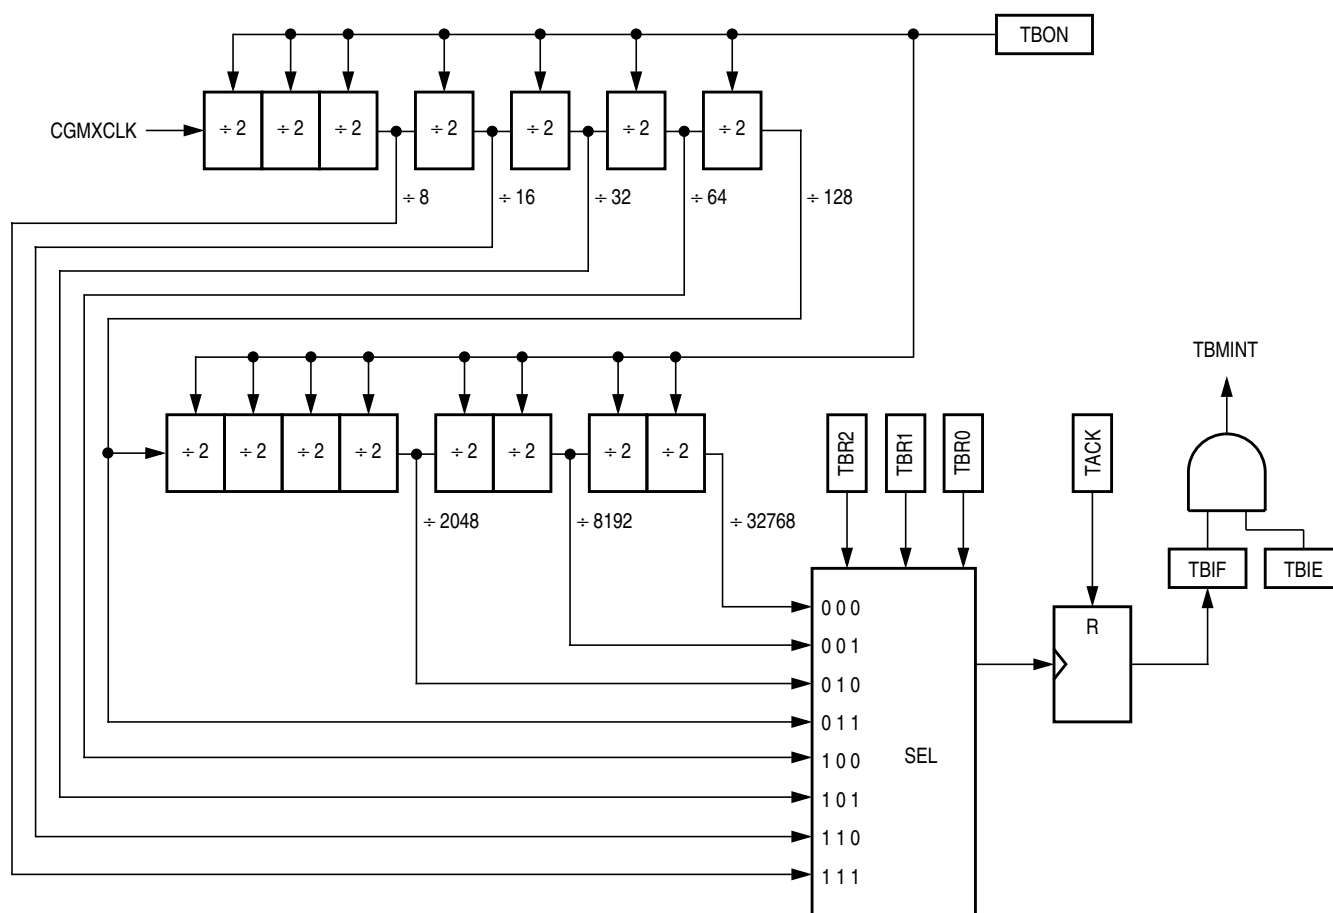 TBON
CGMXCLK
÷ 2 ÷ 2 ÷ 2 ÷ 2 ÷ 2 ÷ 2 ÷ 2
÷ 8 ÷ 16 ÷ 32 ÷ 64 ÷ 128
TBMINT
÷ 2 ÷ 2 ÷ 2 ÷ 2 ÷ 2 ÷ 2 ÷ 2 ÷ 2
TBR2
TBR1
TBR0
TACK
÷ 2048 ÷ 8192 ÷ 32768
TBIF TBIE
0 0 0
R
0 0 1
0 1 0
0 1 1
1 0 0
SEL
1 0 1
1 1 0
1 1 1